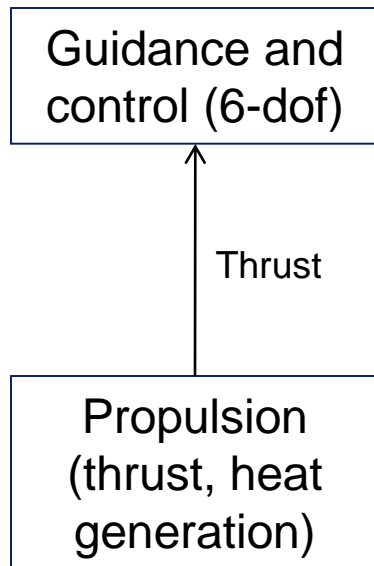 Guidance and
control (6-dof)
Thrust
Propulsion
(thrust, heat
generation)